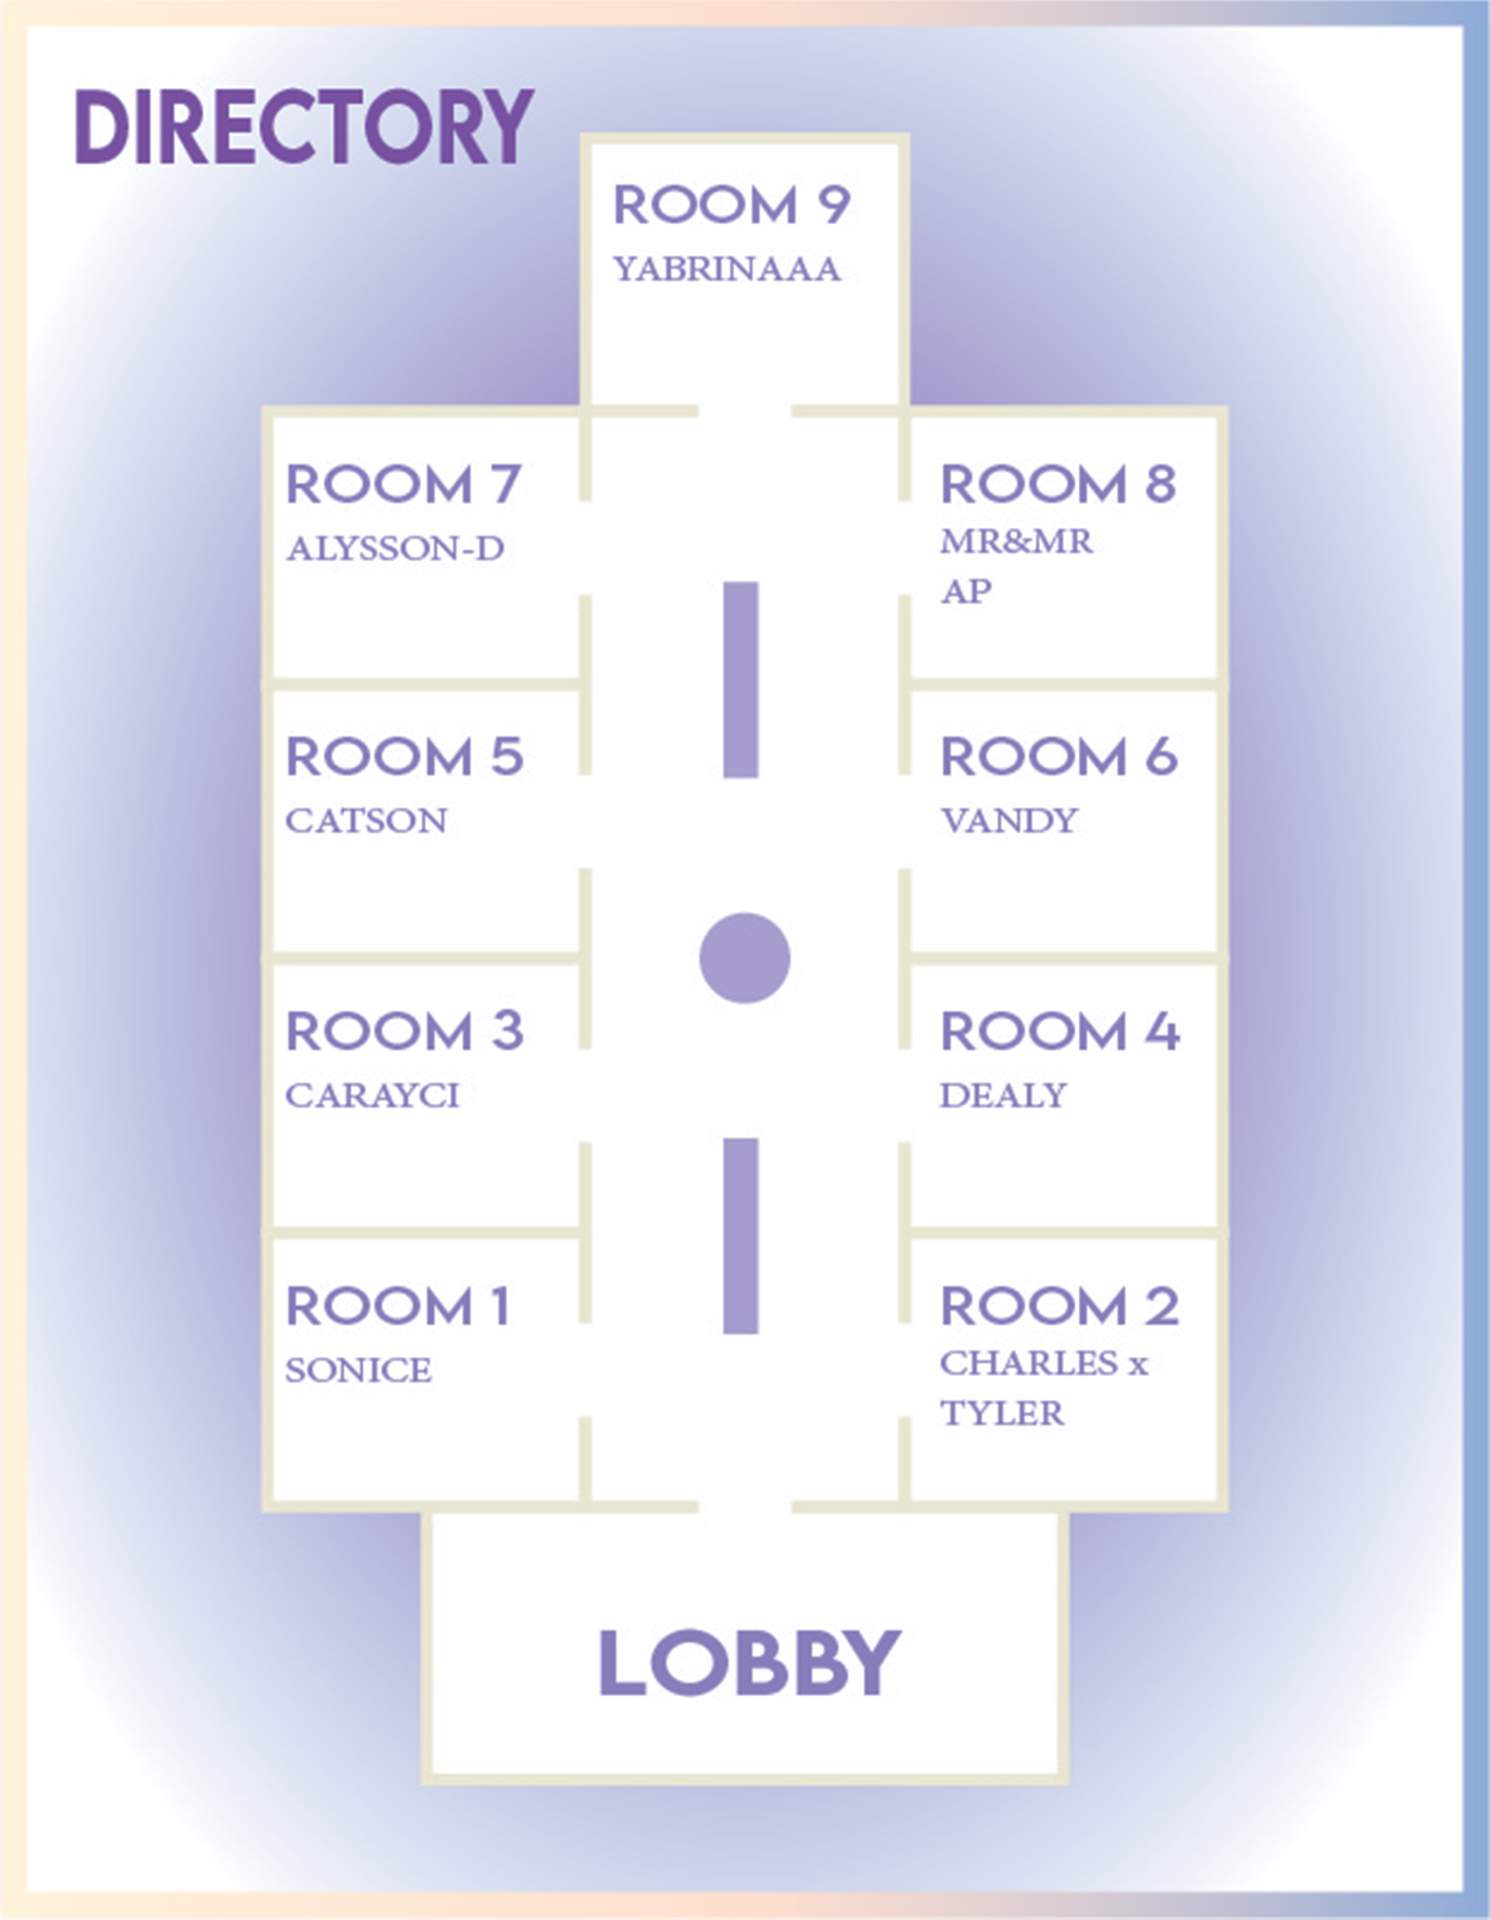 DIRECTORY
ROOM 9
YABRINAAA
ROOM 7
ALYSSON-D
ROOM 8
MR&MR
AP
ROOM 5
CATSON
ROOM 6
VANDY
ROOM 3
CARAYCI
ROOM 4
DEALY
ROOM 1
SONICE
ROOM 2
CHARLES x
TYLER
LOBBY